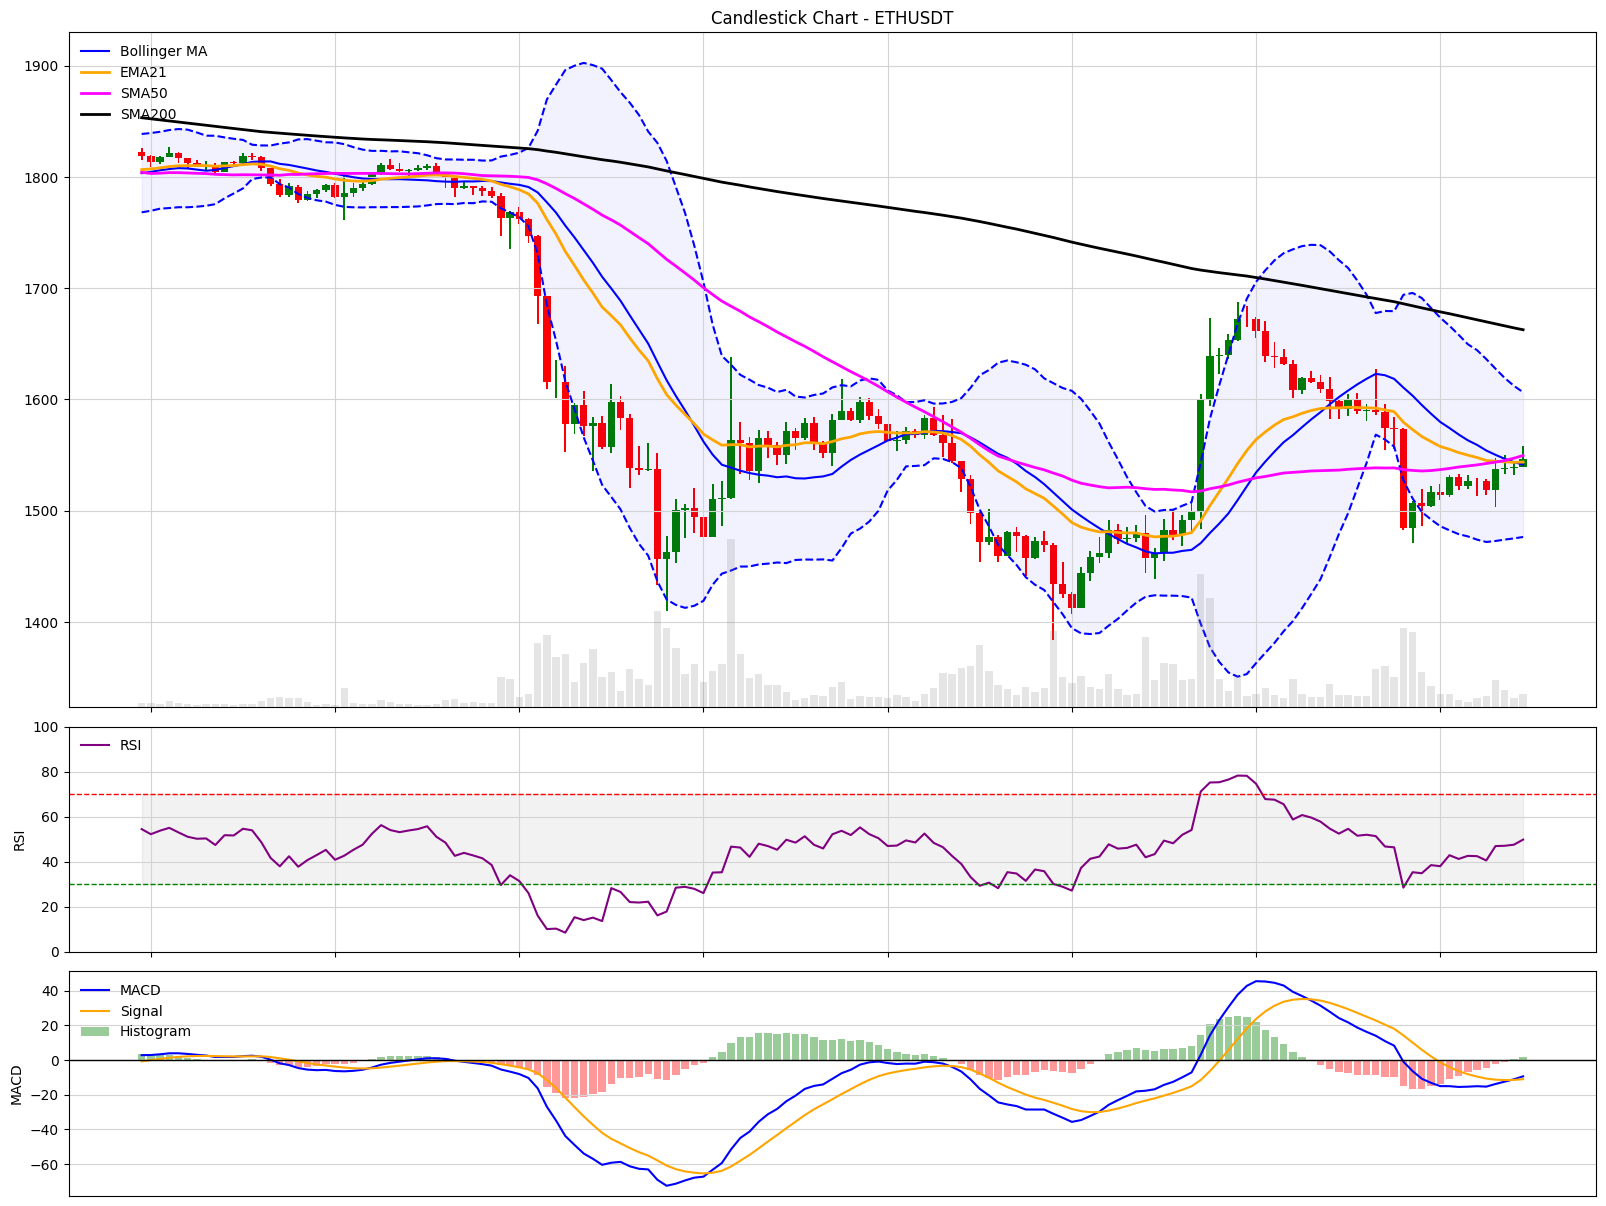 Candlestick Chart - ETHUSDT
Bollinger MA
EMA21
SMA50
SMA200
1900
1800
1700
1600
1500
1400
RSI
100
80
60
40
20
0
RSI
MACD
Signal
Histogram
40
20
0
−20
−40
−60
MACD